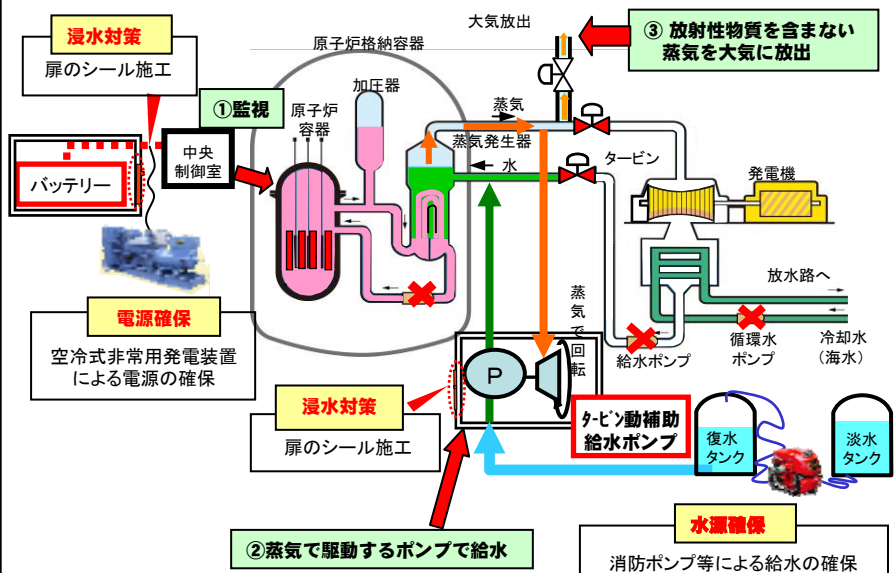 大気放出
③ 放射性物質を含まない
蒸気を大気に放出
浸水対策
扉のシール施工
原子炉格納容器
加圧器
①監視
原子炉
容器
蒸気
蒸気発生器
水
タービン
発電機
中央
制御室
バッテリー
放水路へ
電源確保
空冷式非常用発電装置
による電源の確保
蒸気で回転
給水ポンプ
循環水
ポンプ
冷却水
（海水）
P
浸水対策
扉のシール施工
ﾀｰﾋﾞﾝ動補助
給水ポンプ
復水
タンク
淡水
タンク
水源確保
消防ポンプ等による給水の確保
②蒸気で駆動するポンプで給水